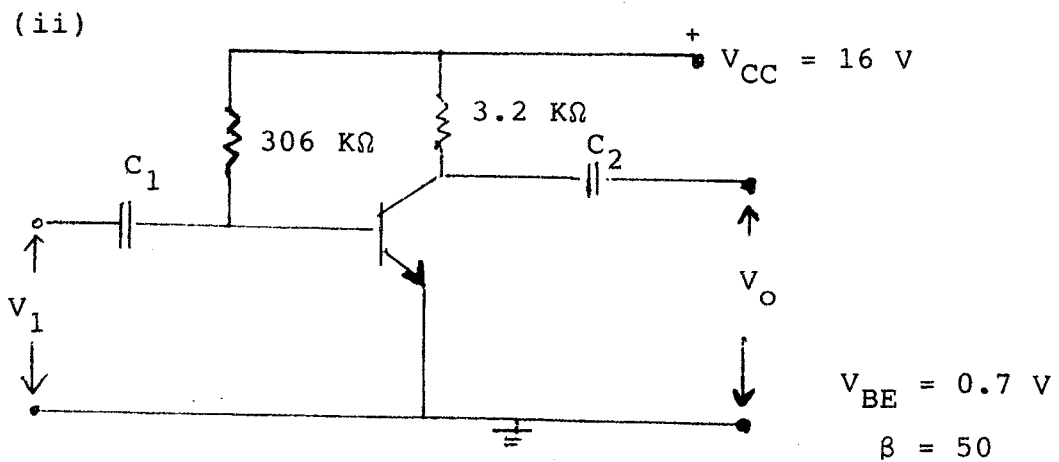 (ii)
+
V_CC = 16 V
306 KΩ
3.2 KΩ
C_1
C_2
V_1
V_o
V_BE = 0.7 V
β = 50